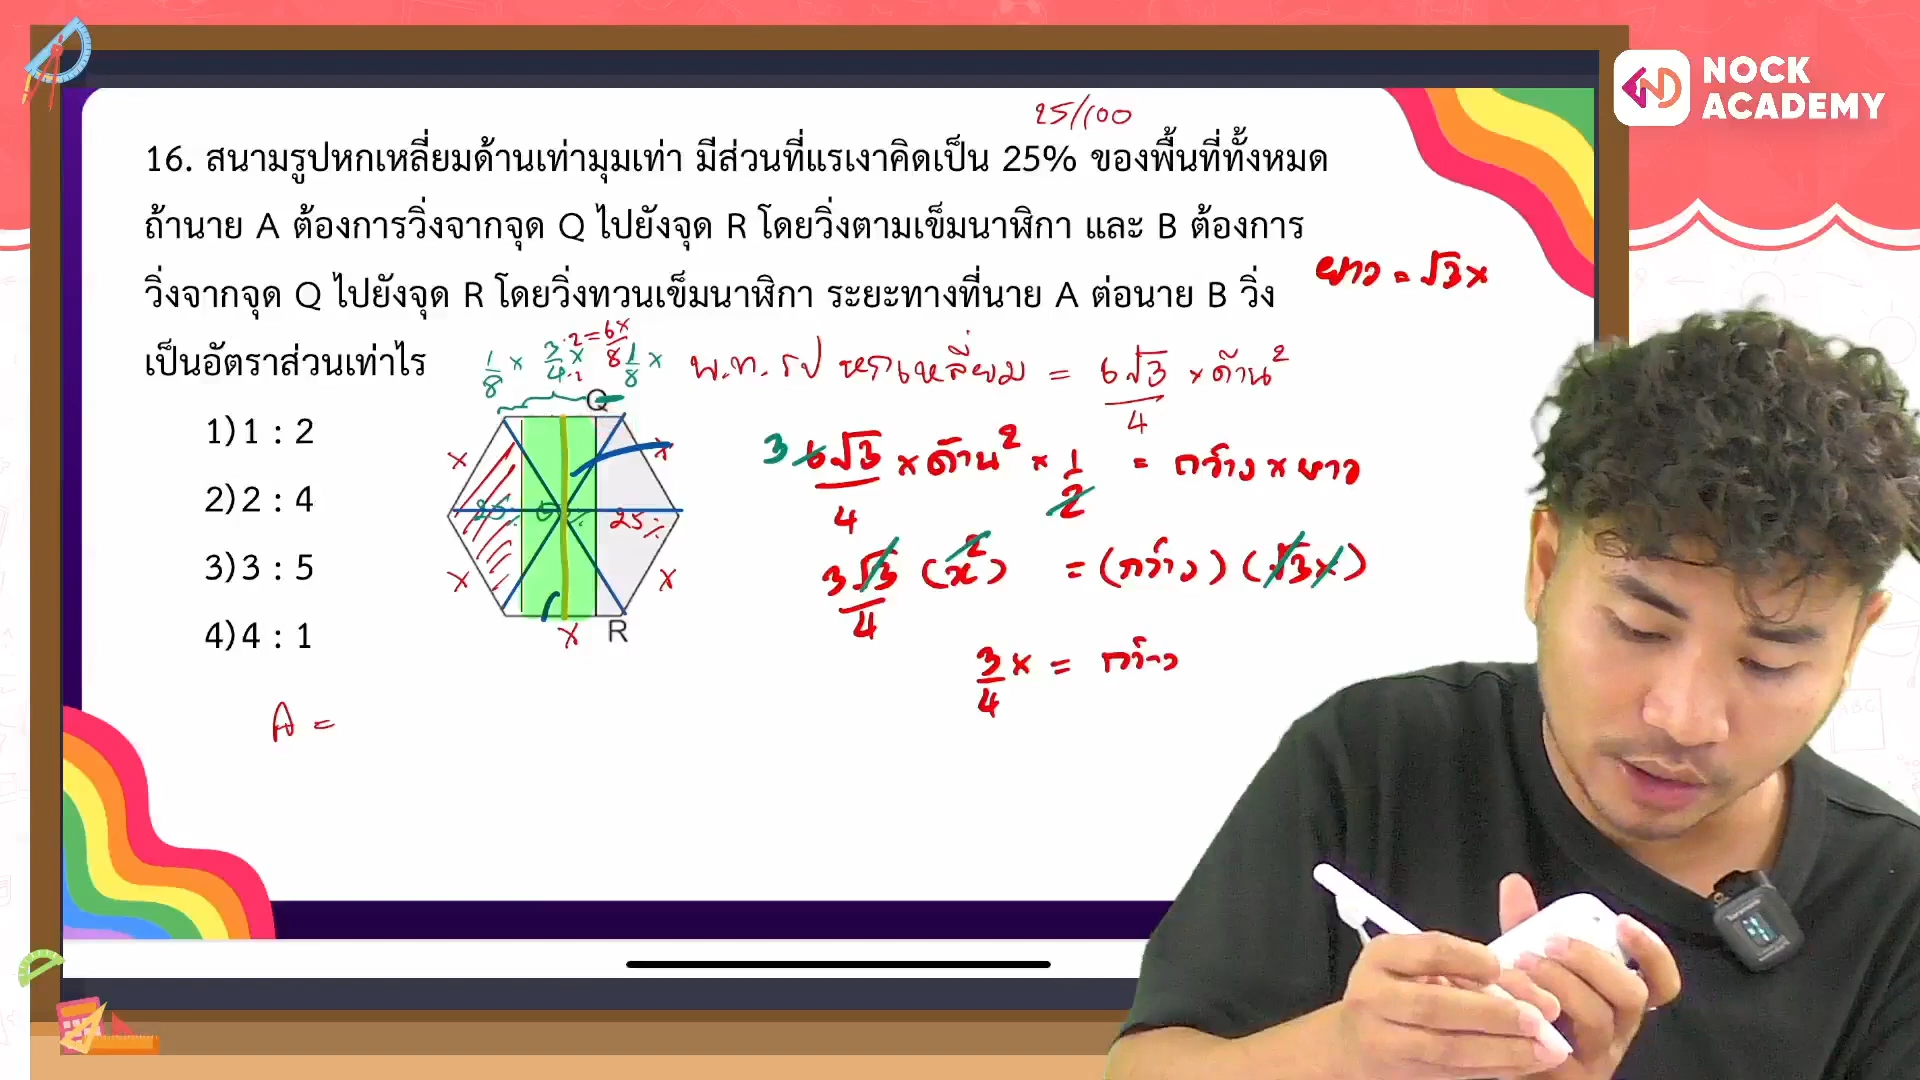 NOCK
ACADEMY
25/100
16. สนามรูปหกเหลี่ยมด้านเท่ามุมเท่า มีส่วนที่แรเงาคิดเป็น 25% ของพื้นที่ทั้งหมด
ถ้านาย A ต้องการวิ่งจากจุด Q ไปยังจุด R โดยวิ่งตามเข็มนาฬิกา และ B ต้องการ
วิ่งจากจุด Q ไปยังจุด R โดยวิ่งทวนเข็มนาฬิกา ระยะทางที่นาย A ต่อนาย B วิ่ง
เป็นอัตราส่วนเท่าไร
ยาว = √3x
1/8 x 3/4 x ·2 ·2 = 6x/8 1/8 x
พ.ท. รูป หกเหลี่ยม = 6√3/4 × ด้าน²
1) 1 : 2
2) 2 : 4
3) 3 : 5
4) 4 : 1
Q
x x
25% 25%
x x
x
R
3 6√3/4 × ด้าน² × 1/2 = กว้าง × ยาว
3√3/4 (x²) = (กว้าง) (√3x)
3/4 x = กว้าง
A =